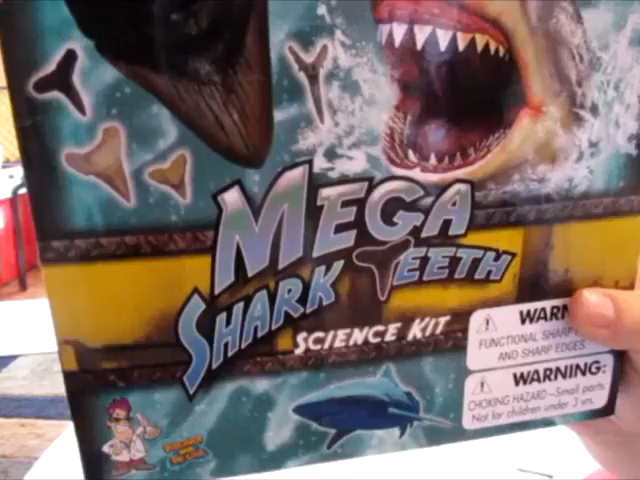 MEGA
SHARK TEETH
SCIENCE KIT
WARN
FUNCTIONAL SHARP
AND SHARP EDGES
WARNING:
CHOKING HAZARD—Small parts
Not for children under 3 yrs.